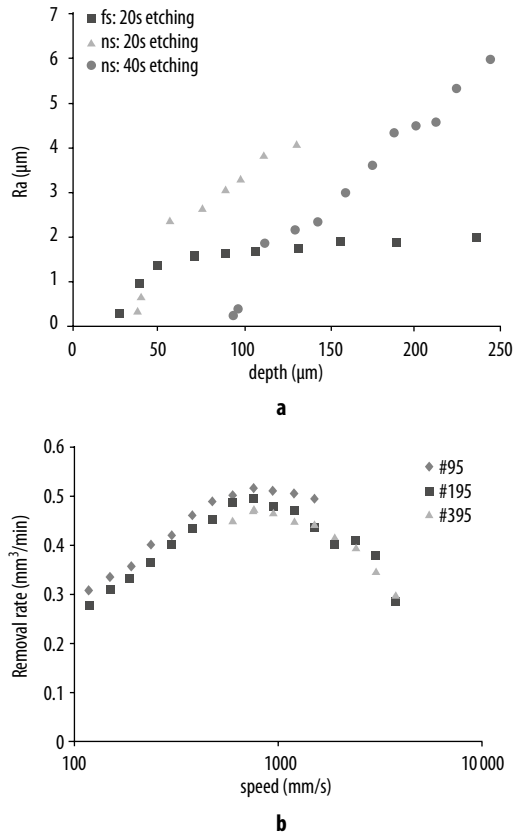 7
6
5
4
3
2
1
0
Ra (μm)
fs: 20s etching
ns: 20s etching
ns: 40s etching
0 50 100 150 200 250
depth (μm)
a
0.6
0.5
0.4
0.3
0.2
0.1
0
Removal rate (mm³/min)
#95
#195
#395
100 1000 10 000
speed (mm/s)
b